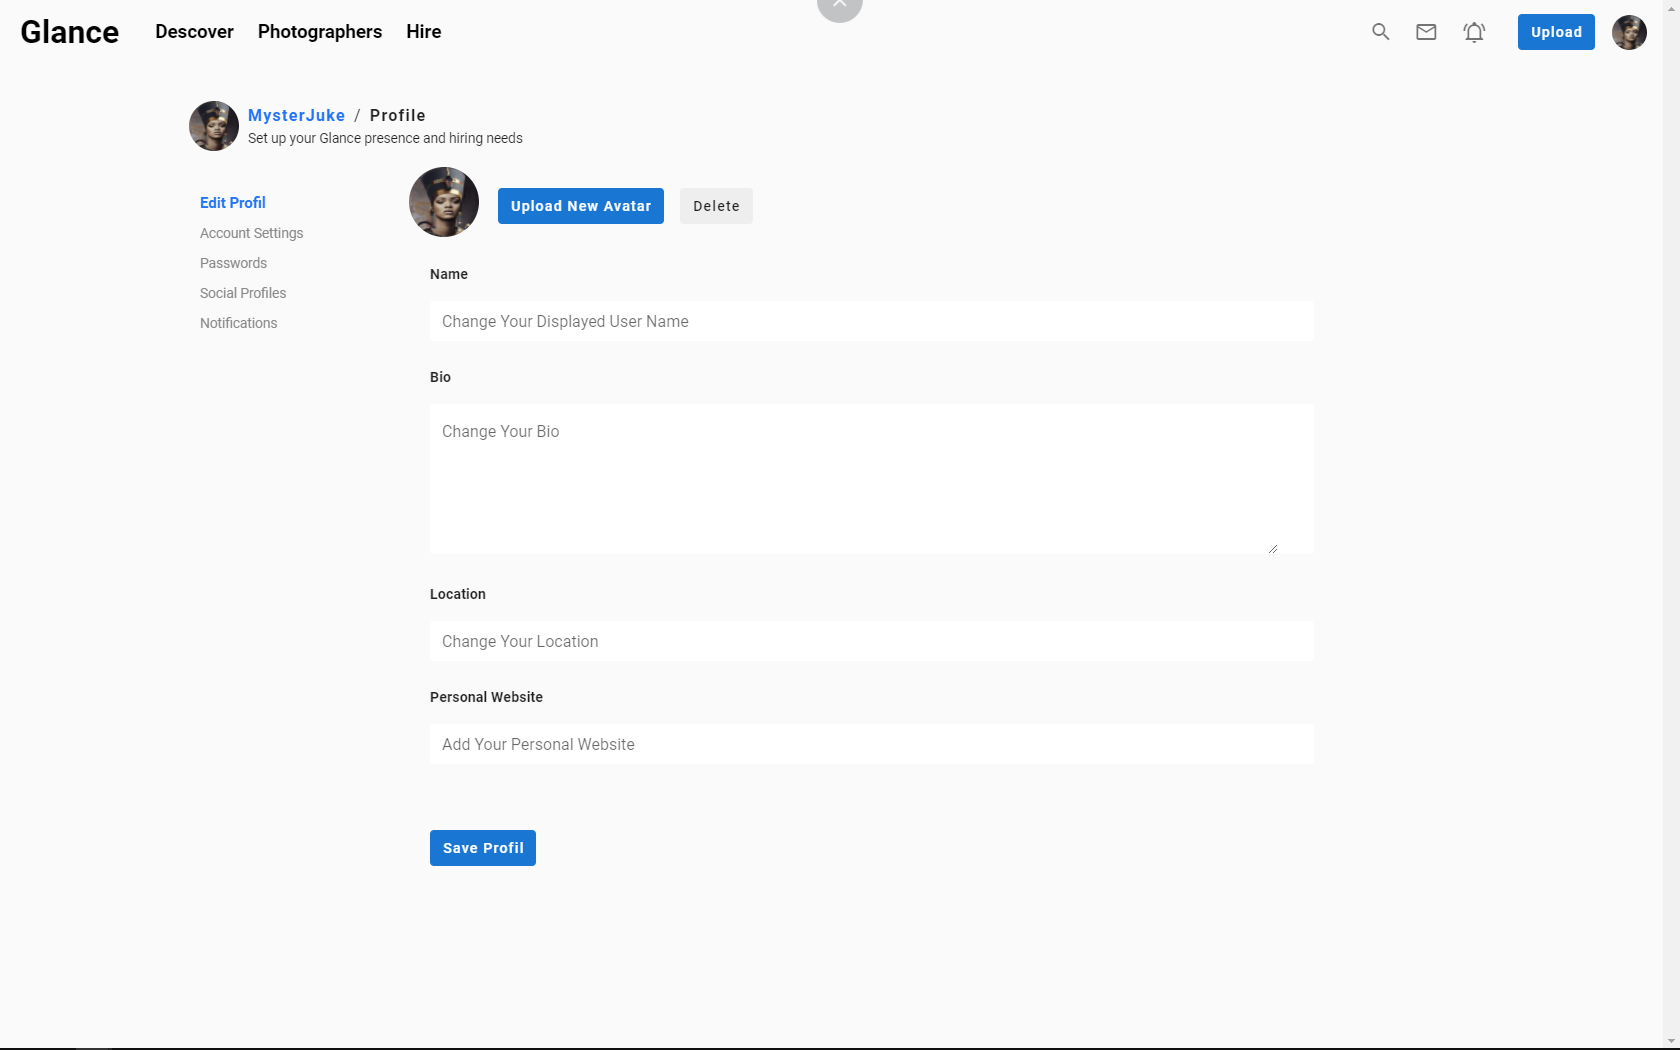 Glance Descover Photographers Hire Upload
MysterJuke / Profile
Set up your Glance presence and hiring needs
Upload New Avatar Delete
Edit Profil
Account Settings
Passwords
Social Profiles
Notifications
Name
Change Your Displayed User Name
Bio
Change Your Bio
Location
Change Your Location
Personal Website
Add Your Personal Website
Save Profil